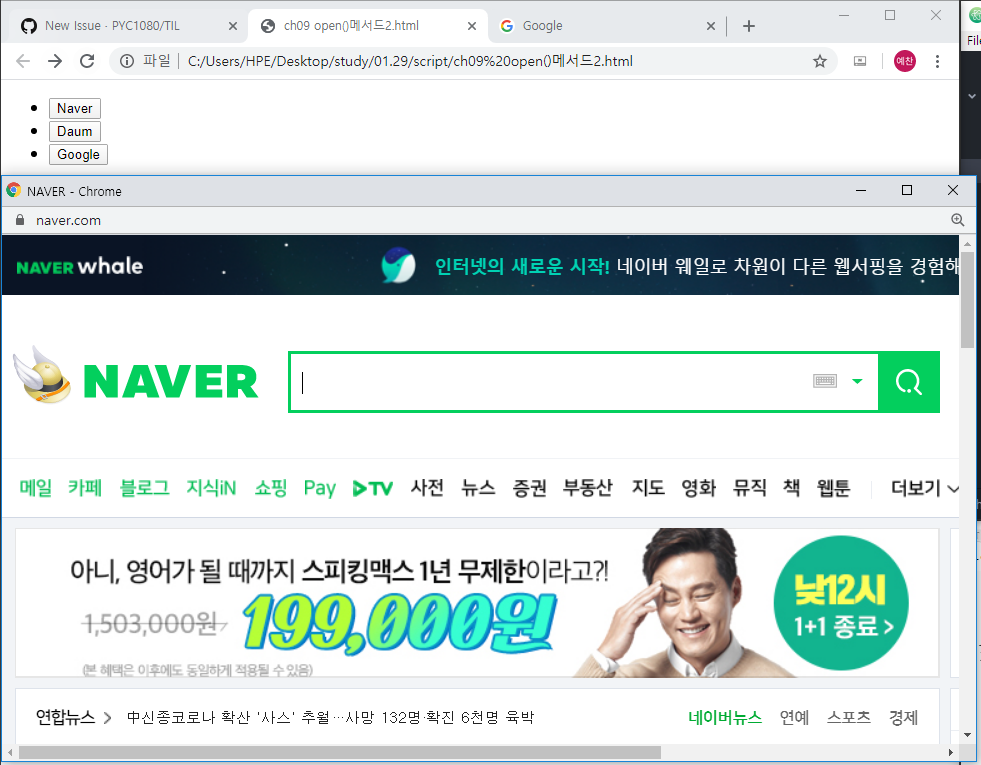 New Issue · PYC1080/TIL
ch09 open()메서드2.html
Google
파일 | C:/Users/HPE/Desktop/study/01.29/script/ch09%20open()메서드2.html
예찬
File
Naver
Daum
Google
NAVER - Chrome
naver.com
NAVER whale
인터넷의 새로운 시작! 네이버 웨일로 차원이 다른 웹서핑을 경험해
NAVER
메일 카페 블로그 지식iN 쇼핑 Pay TV 사전 뉴스 증권 부동산 지도 영화 뮤직 책 웹툰 더보기
아니, 영어가 될 때까지 스피킹맥스 1년 무제한이라고?!
1,503,000원
199,000원
(본 혜택은 이후에도 동일하게 적용될 수 있음)
낮12시
1+1 종료 >
연합뉴스 > 中신종코로나 확산 '사스' 추월…사망 132명·확진 6천명 육박
네이버뉴스 연예 스포츠 경제